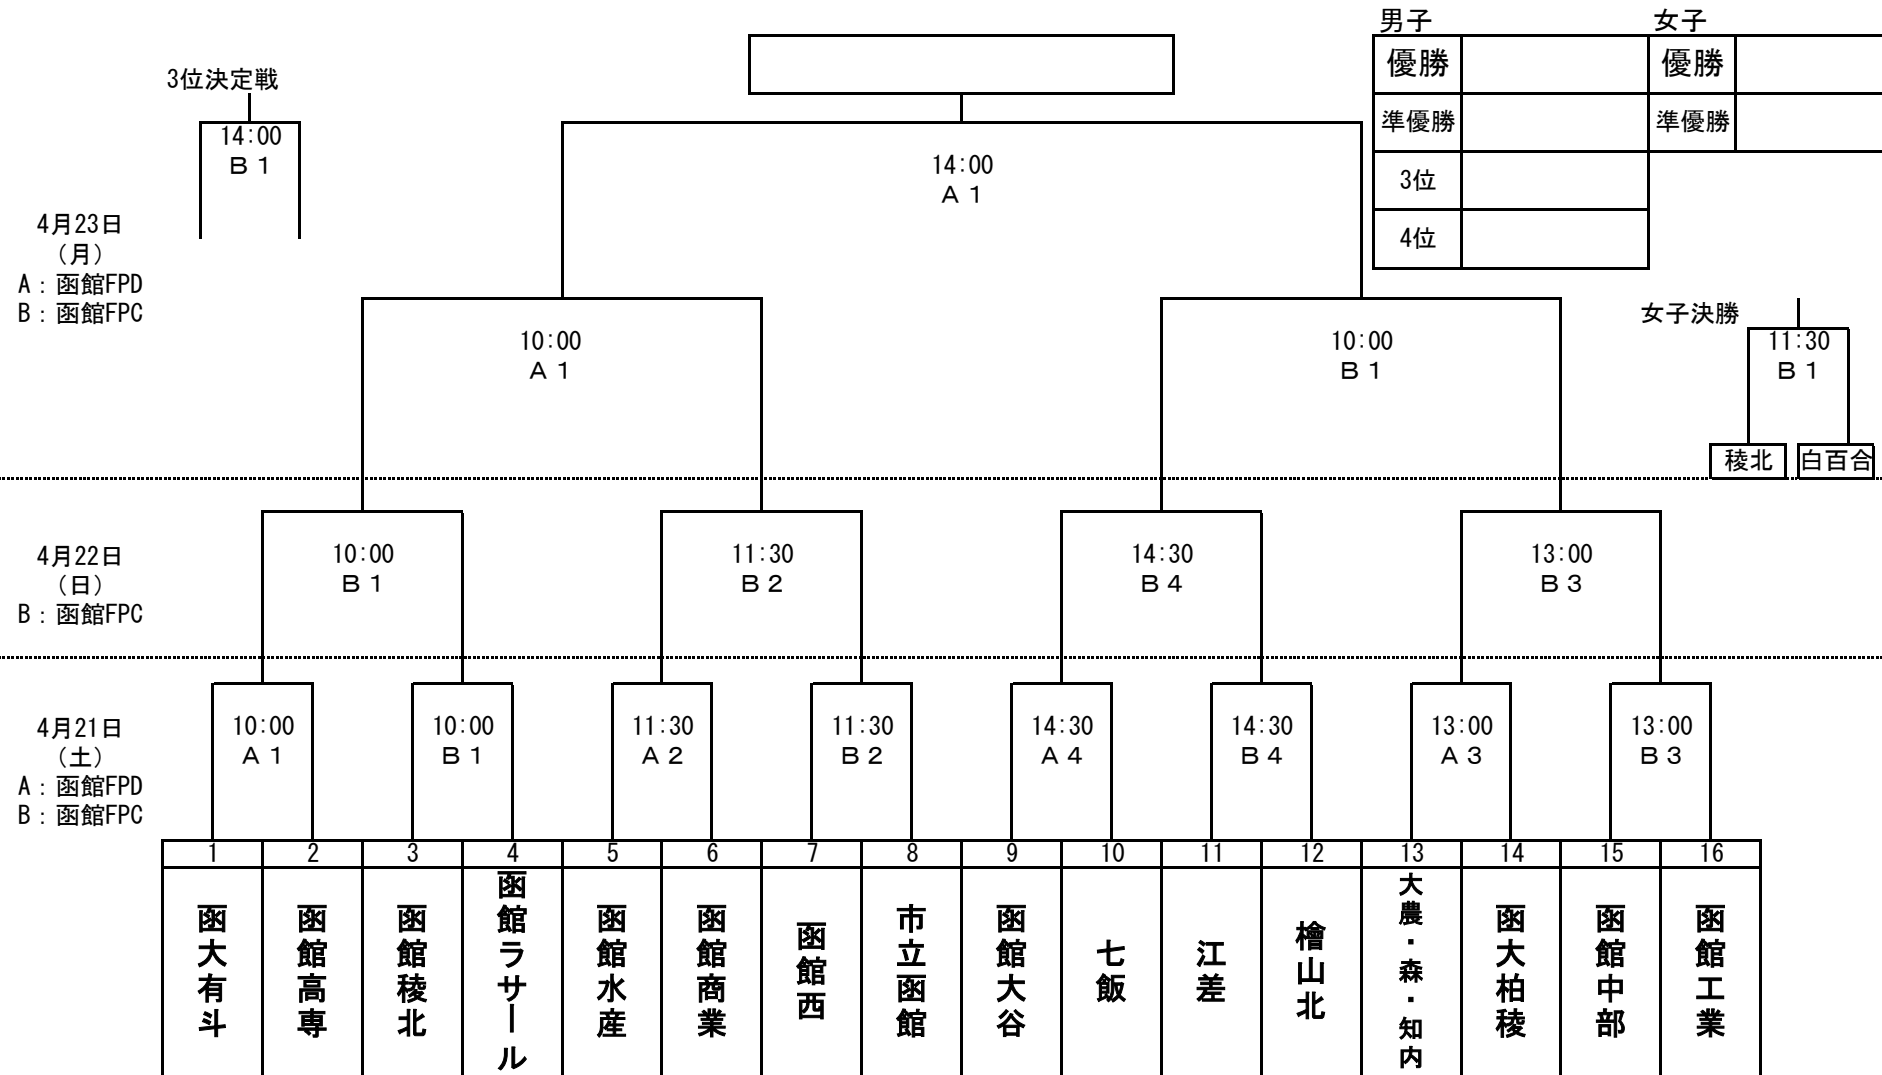 男子 女子
優勝 優勝
準優勝 準優勝
3位
4位
3位決定戦
14:00
B 1
14:00
A 1
4月23日
（月）
A：函館FPD
B：函館FPC
10:00
A 1
10:00
B 1
女子決勝
11:30
B 1
稜北 白百合
4月22日
（日）
B：函館FPC
10:00 11:30 14:30 13:00
B 1 B 2 B 4 B 3
4月21日
（土）
A：函館FPD
B：函館FPC
10:00 10:00 11:30 11:30 14:30 14:30 13:00 13:00
A 1 B 1 A 2 B 2 A 4 B 4 A 3 B 3
1 2 3 4 5 6 7 8 9 10 11 12 13 14 15 16
函大有斗
函館高専
函館稜北
函館ラサール
函館水産
函館商業
函館西
市立函館
函館大谷
七飯
江差
檜山北
大農・森・知内
函大柏稜
函館中部
函館工業